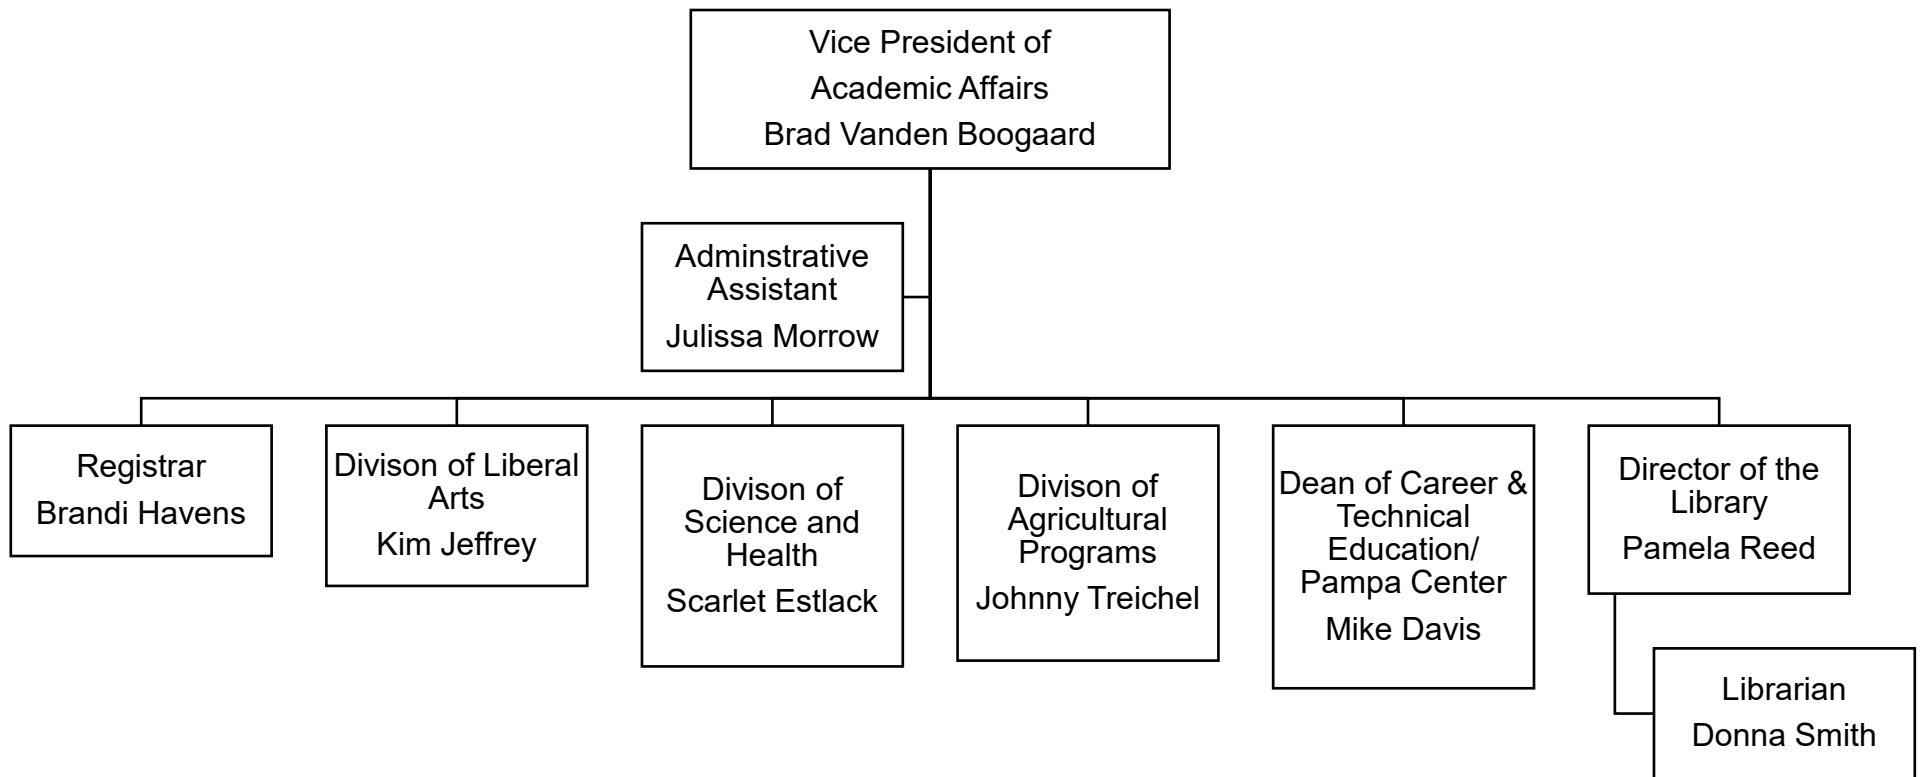 Vice President of
Academic Affairs
Brad Vanden Boogaard
Adminstrative
Assistant
Julissa Morrow
Registrar
Brandi Havens
Divison of Liberal
Arts
Kim Jeffrey
Divison of
Science and
Health
Scarlet Estlack
Divison of
Agricultural
Programs
Johnny Treichel
Dean of Career &
Technical
Education/
Pampa Center
Mike Davis
Director of the
Library
Pamela Reed
Librarian
Donna Smith